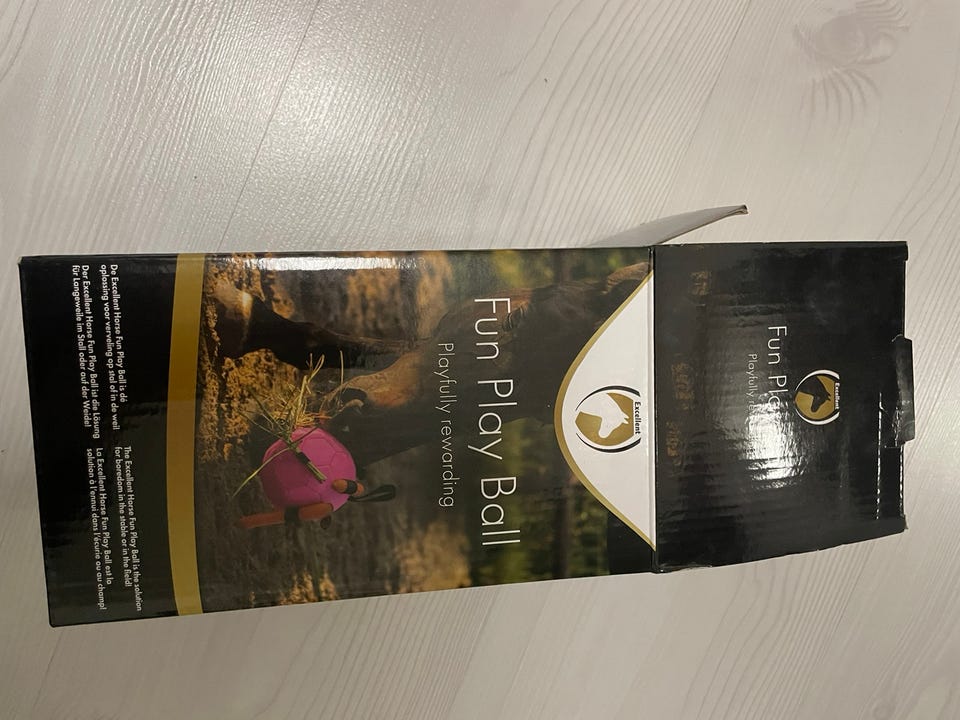 Fun Pla
Playfully re
Excellent
Excellent
Fun Play Ball
Playfully rewarding
De Excellent Horse Fun Play Ball is dé
oplossing voor verveling op stal of in de wei!
Der Excellent Horse Fun Play Ball ist die Lösung
für Langeweile im Stall oder auf der Weide!
The Excellent Horse Fun Play Ball is the solution
for boredom in the stable or in the field!
La Excellent Horse Fun Play Ball est la
solution à l'ennui dans l'écurie ou au champ!